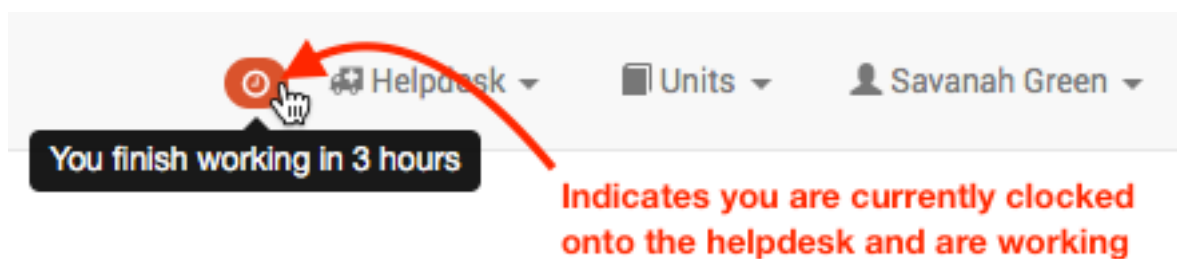 Helpdesk Units Savanah Green
You finish working in 3 hours
Indicates you are currently clocked
onto the helpdesk and are working